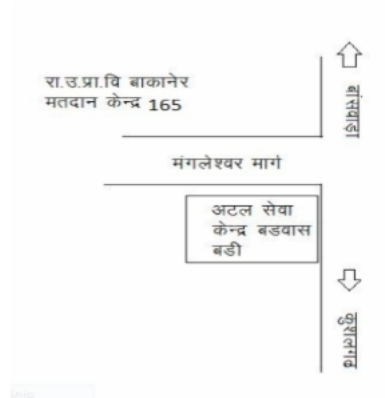 रा.उ.प्रा.वि बाकानेर
मतदान केन्द्र 165
बांसवाडा
मंगलेश्वर मार्ग
अटल सेवा
केन्द्र बडवास
बडी
कुशलगढ